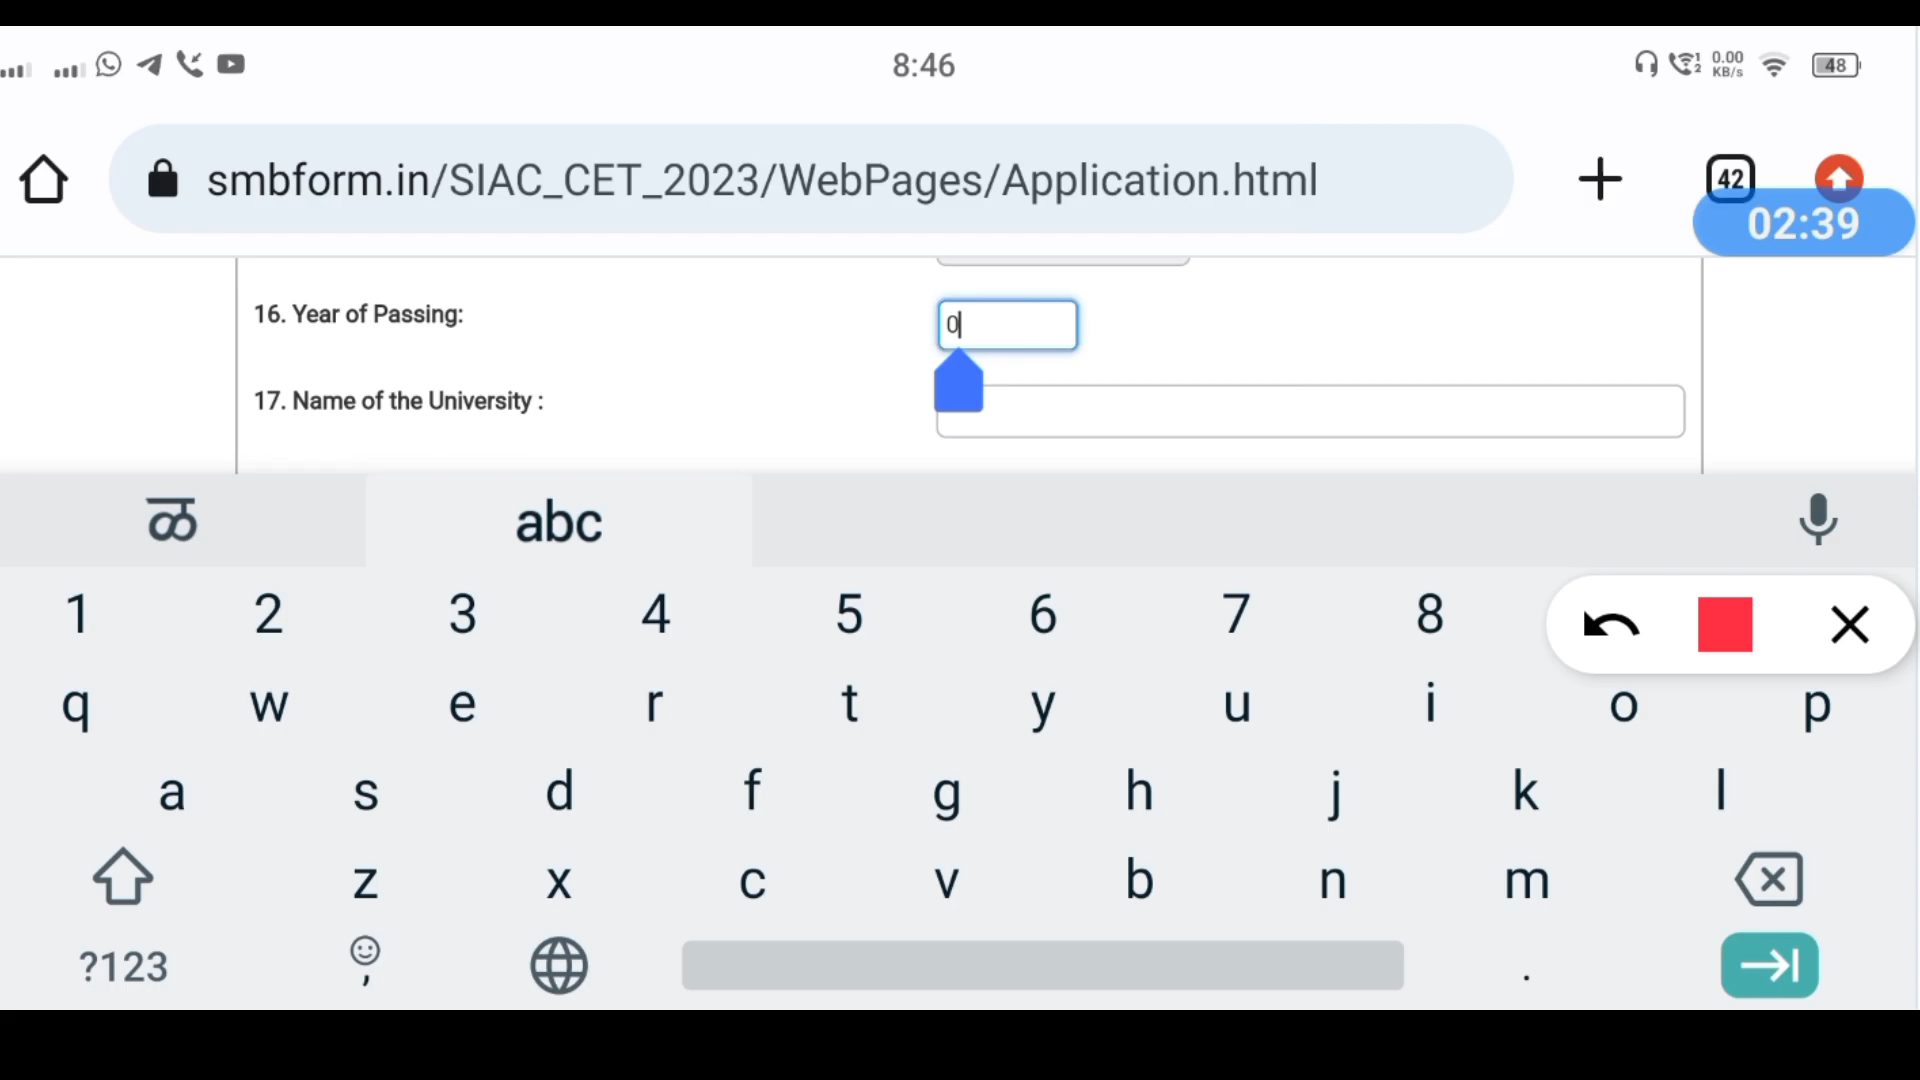 8:46
0.00
KB/s
48
smbform.in/SIAC_CET_2023/WebPages/Application.html
42
02:39
16. Year of Passing:
0
17. Name of the University :
ळ
abc
1 2 3 4 5 6 7 8
q w e r t y u i o p
a s d f g h j k l
z x c v b n m
?123 , .